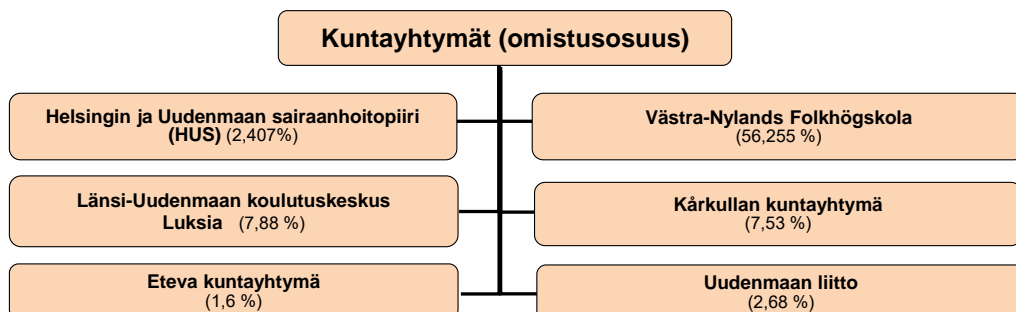 Kuntayhtymät (omistusosuus)
Helsingin ja Uudenmaan sairaanhoitopiiri
(HUS) (2,407%)
Västra-Nylands Folkhögskola
(56,255 %)
Länsi-Uudenmaan koulutuskeskus
Luksia (7,88 %)
Kårkullan kuntayhtymä
(7,53 %)
Eteva kuntayhtymä
(1,6 %)
Uudenmaan liitto
(2,68 %)